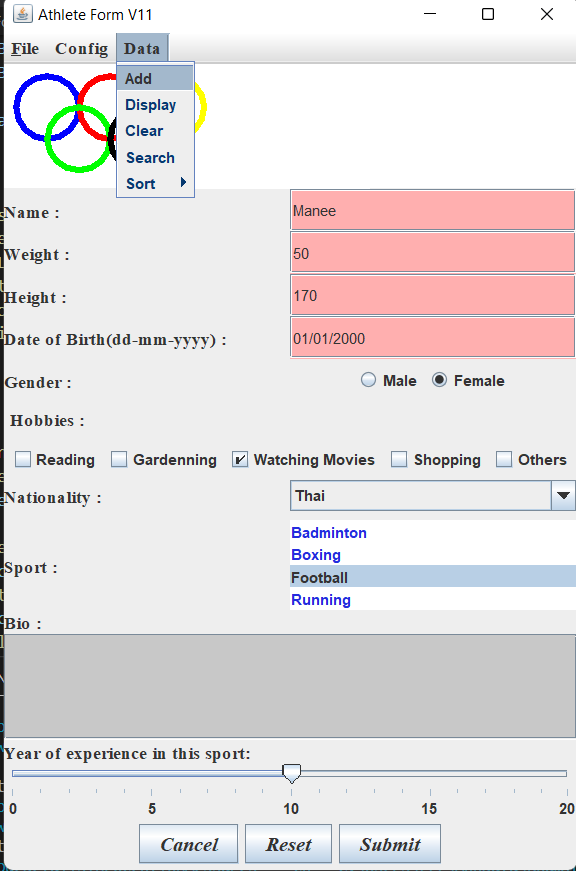 Athlete Form V11
File Config Data
Add
Display
Clear
Search
Sort
Name : Manee
Weight : 50
Height : 170
Date of Birth(dd-mm-yyyy) : 01/01/2000
Gender : Male Female
Hobbies :
Reading Gardenning Watching Movies Shopping Others
Nationality : Thai
Sport :
Badminton
Boxing
Football
Running
Bio :
Year of experience in this sport:
0 5 10 15 20
Cancel Reset Submit